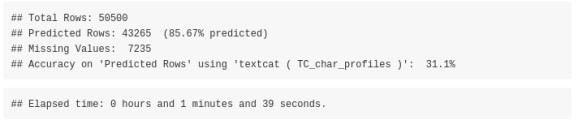 ## Total Rows: 50500
## Predicted Rows: 43265  (85.67% predicted)
## Missing Values:  7235
## Accuracy on 'Predicted Rows' using 'textcat ( TC_char_profiles )':  31.1%
## Elapsed time: 0 hours and 1 minutes and 39 seconds.